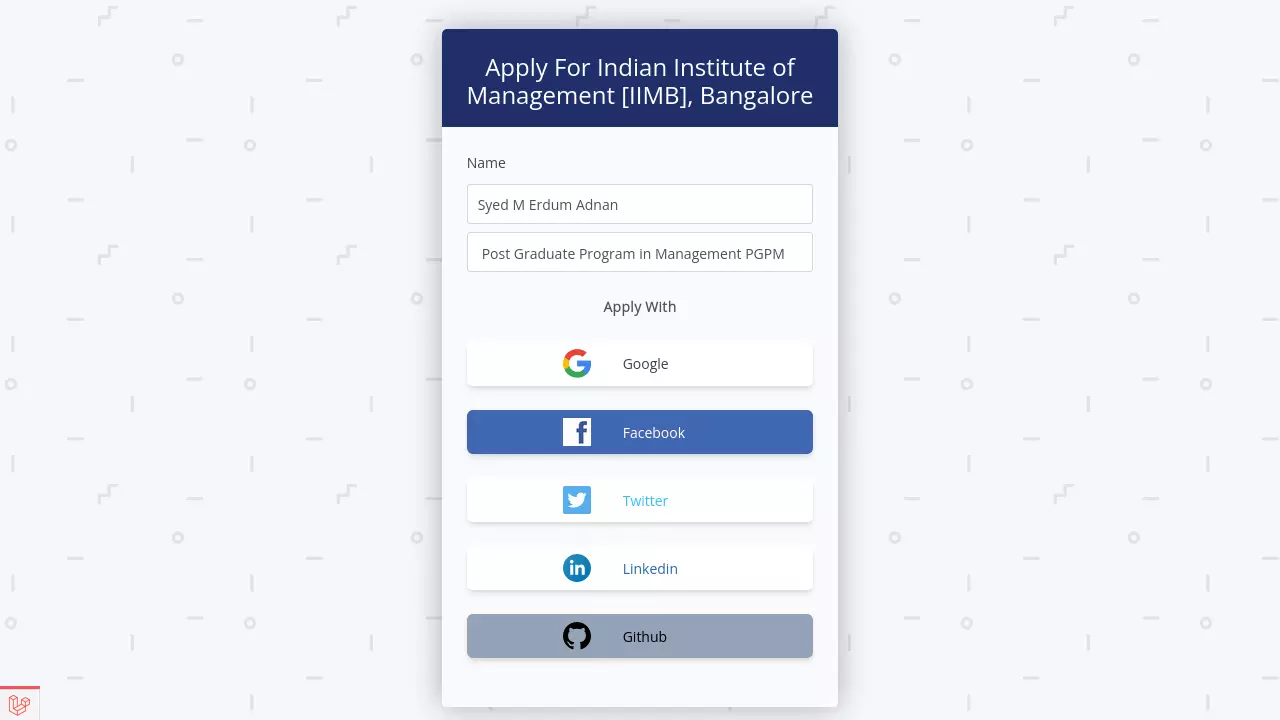 Apply For Indian Institute of
Management [IIMB], Bangalore
Name
Syed M Erdum Adnan
Post Graduate Program in Management PGPM
Apply With
Google
Facebook
Twitter
Linkedin
Github